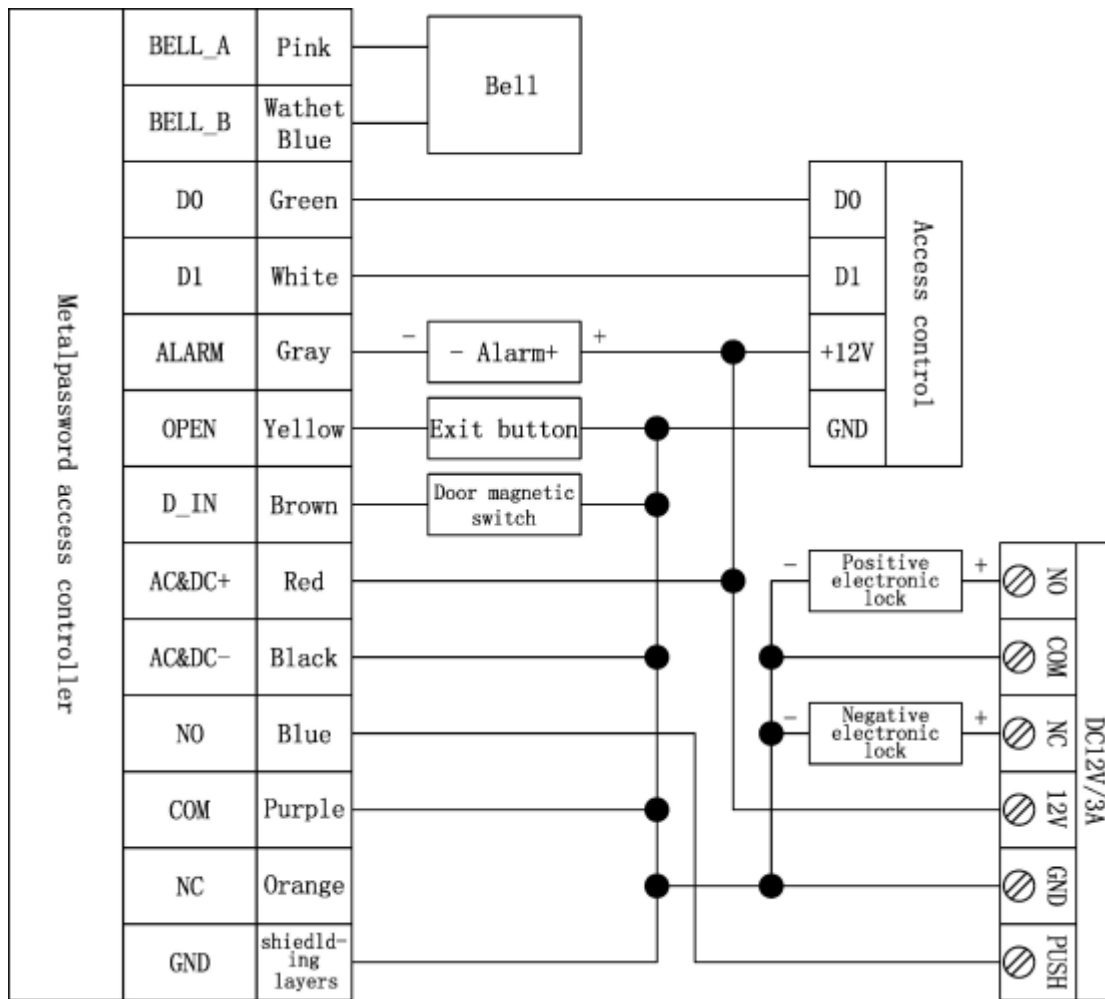 Metalpassword access controller
BELL_A
Pink
BELL_B
Wathet
Blue
Bell
D0
Green
D0
D1
White
D1
ALARM
Gray
-
- Alarm+
+
+12V
OPEN
Yellow
Exit button
GND
Access control
D_IN
Brown
Door magnetic
switch
AC&DC+
Red
-
Positive
electronic
lock
+
NO
AC&DC-
Black
COM
NO
Blue
-
Negative
electronic
lock
+
NC
COM
Purple
12V
NC
Orange
GND
GND
shiedld-
ing
layers
PUSH
DC12V/3A